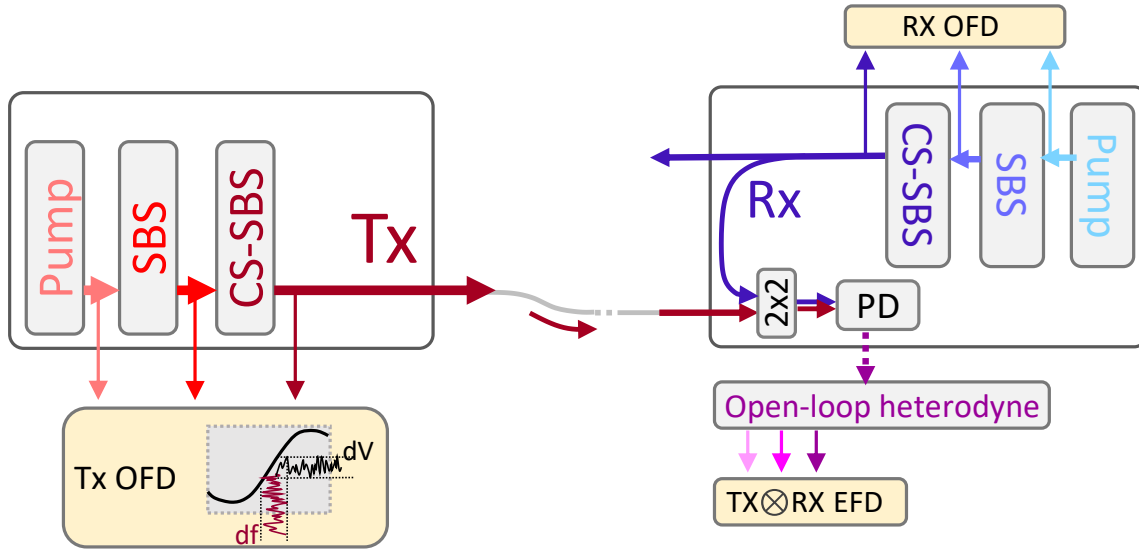 RX OFD
Pump
SBS
CS-SBS
Tx
Rx
CS-SBS
SBS
Pump
2x2
PD
Open-loop heterodyne
Tx OFD
dV
df
TX⊗RX EFD